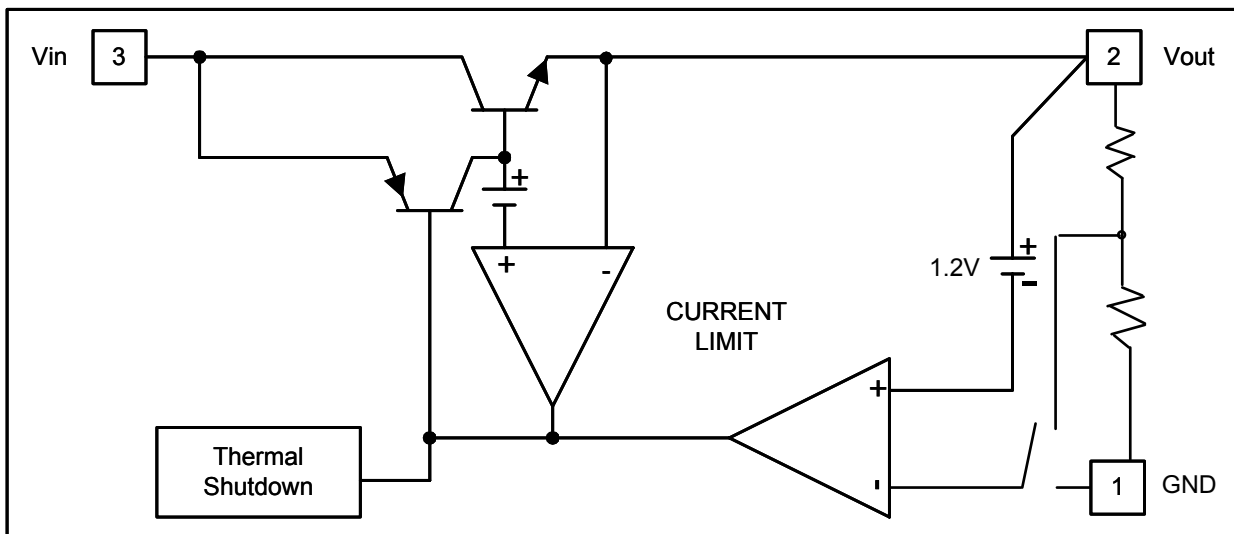 Vin
3
2
Vout
+
+
-
CURRENT
LIMIT
1.2V
+
-
+
-
Thermal
Shutdown
1
GND